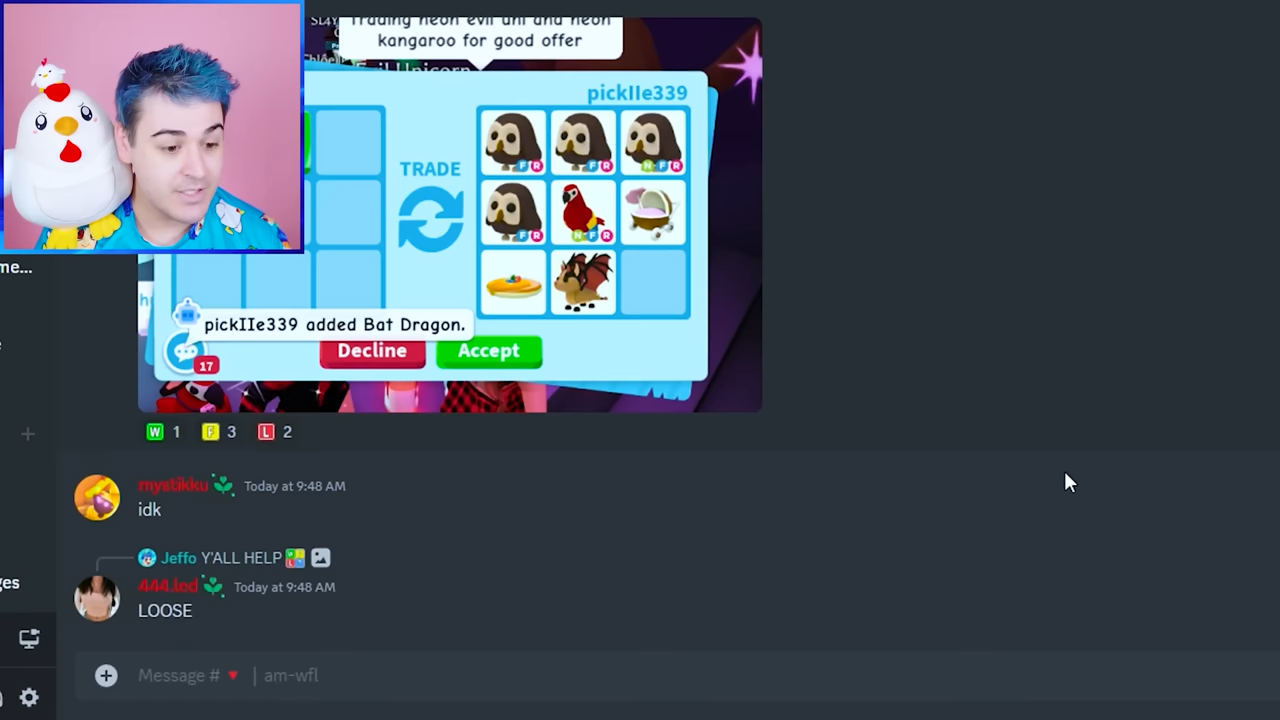 Trading neon evil uni and neon
kangaroo for good offer
Evil Unicorn
pickIIe339
TRADE
F R
F R
N F R
F R
N F R
pickIIe339 added Bat Dragon.
17
Decline
Accept
W 1 F 3 L 2
me...
mystikku Today at 9:48 AM
idk
Jeffo Y'ALL HELP
444.led Today at 9:48 AM
LOOSE
ges
Message # | am-wfl